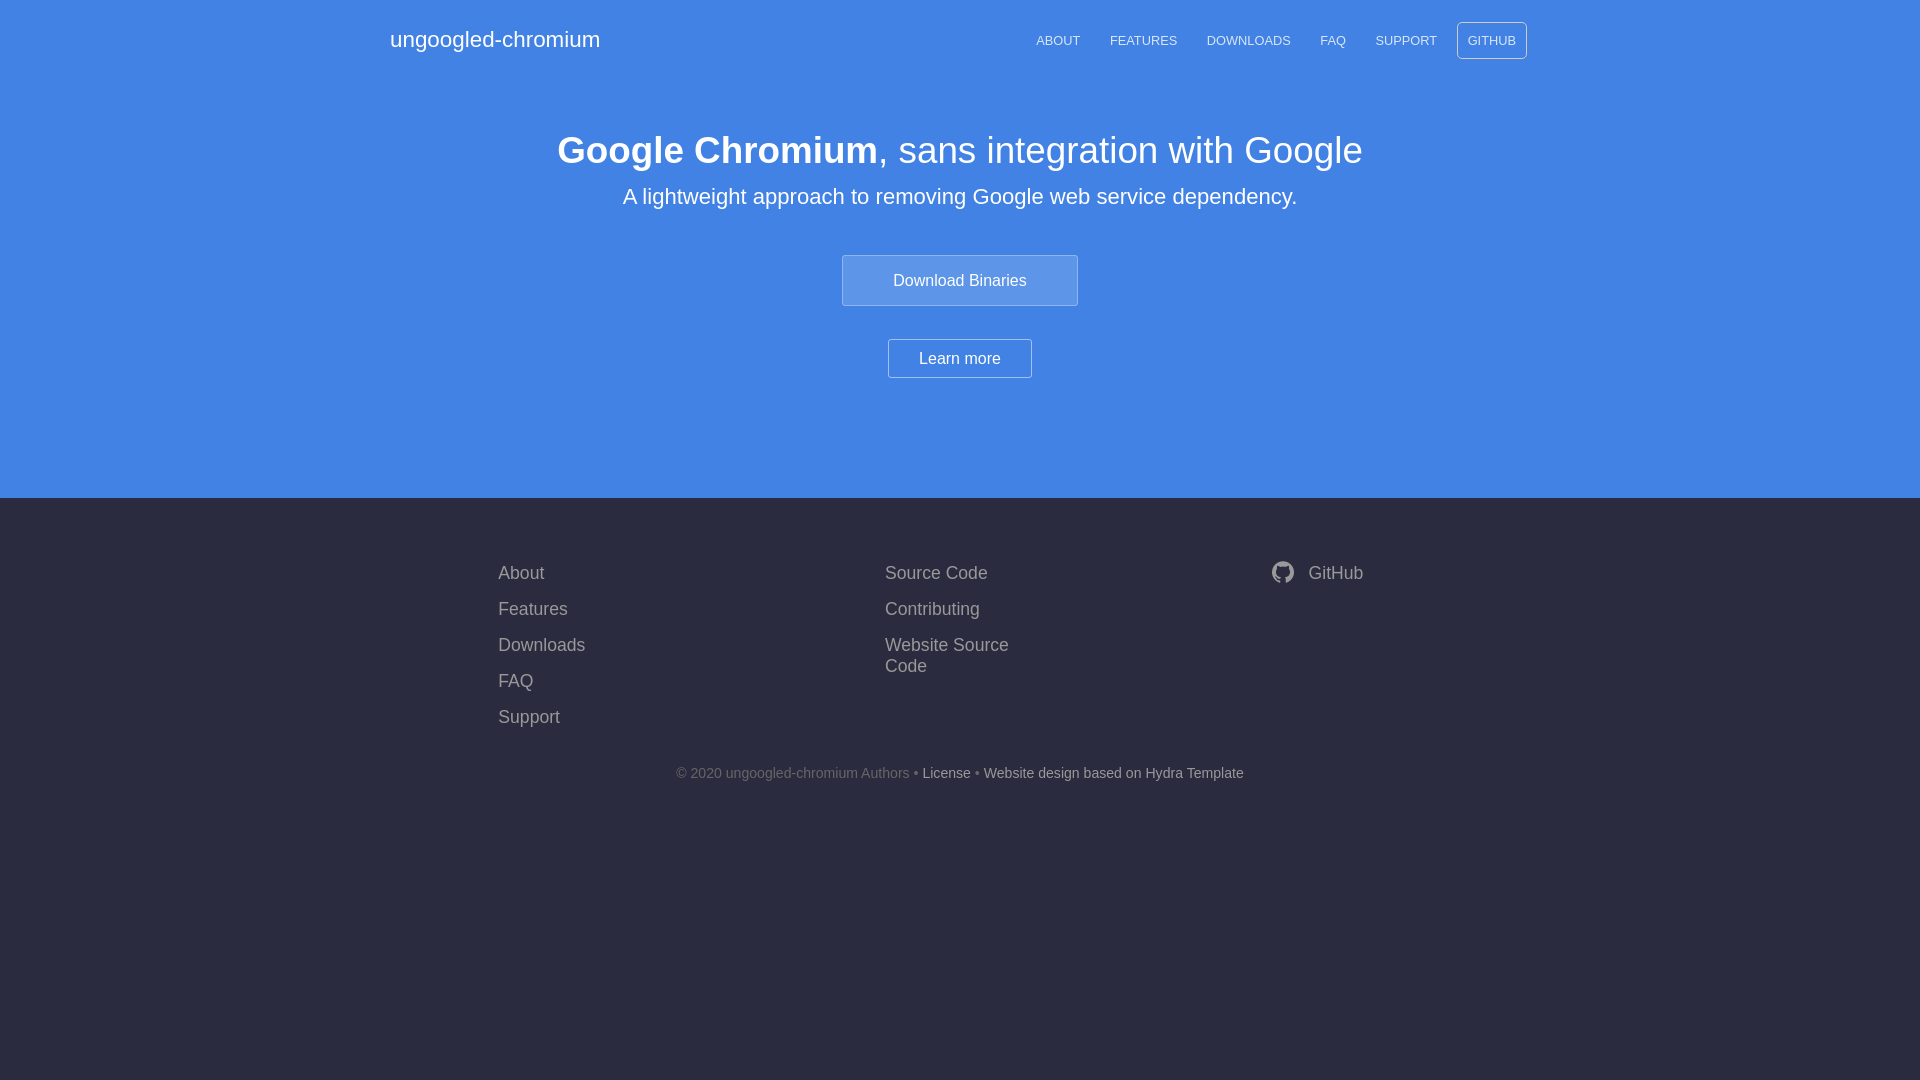 ungoogled-chromium
ABOUT
FEATURES
DOWNLOADS
FAQ
SUPPORT
GITHUB
Google Chromium, sans integration with Google
A lightweight approach to removing Google web service dependency.
Download Binaries
Learn more
About
Features
Downloads
FAQ
Support
Source Code
Contributing
Website Source
Code
GitHub
© 2020 ungoogled-chromium Authors • License • Website design based on Hydra Template